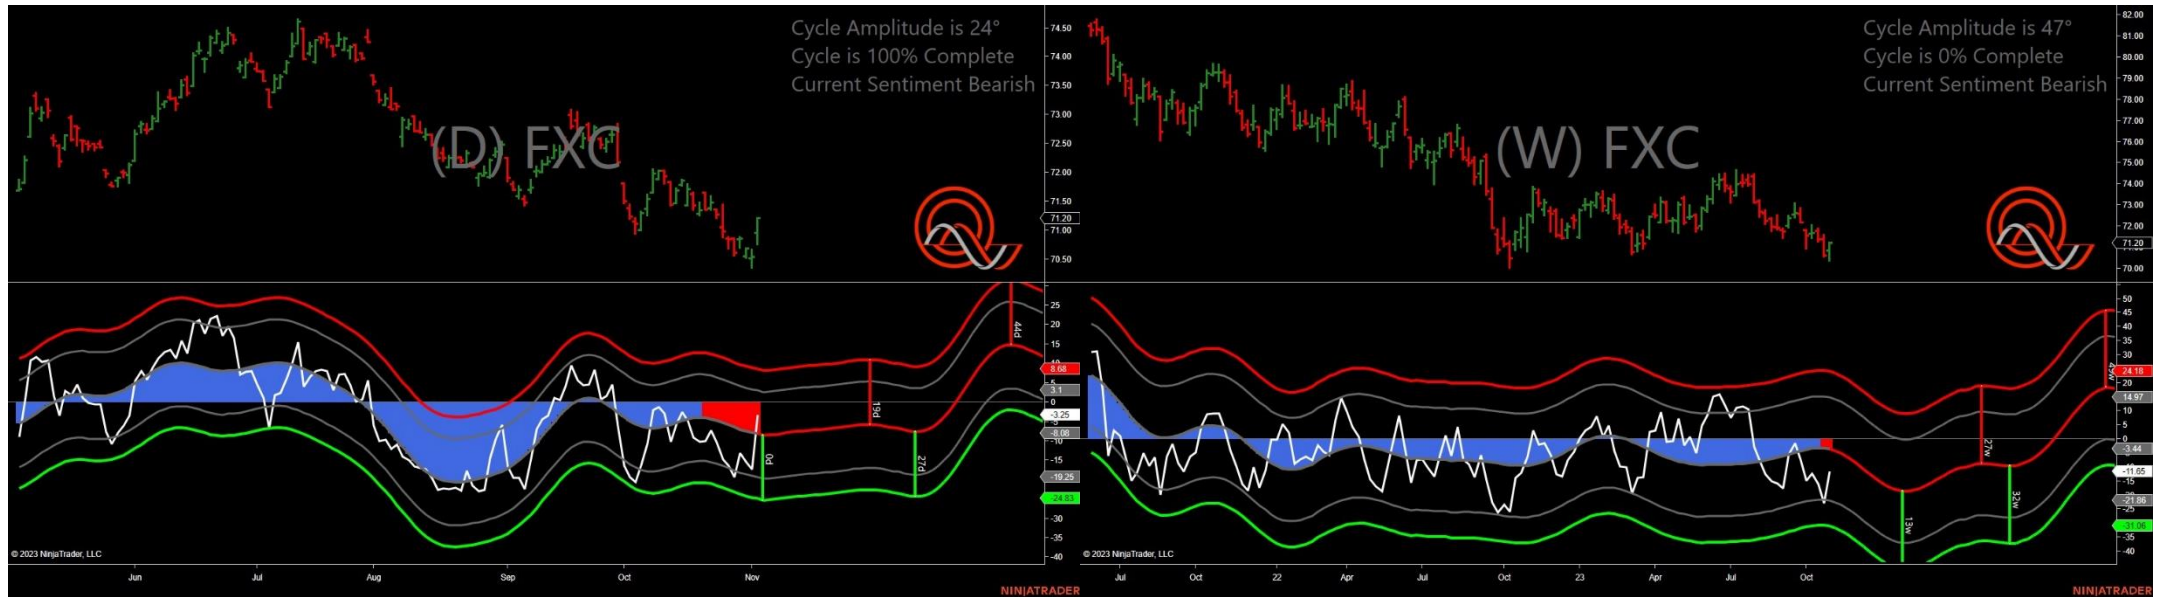 Cycle Amplitude is 24°
Cycle is 100% Complete
Current Sentiment Bearish
(D) FXC
74.50
74.00
73.50
73.00
72.50
72.00
71.50
71.20
71.00
70.50
25
20
15
10
8.68
5
3.1
0
-3.25
-5
-8.08
-10
-15
-19.25
-24.83
-30
-35
-40
0d
19d
27d
44d
© 2023 NinjaTrader, LLC
Jun
Jul
Aug
Sep
Oct
Nov
NINJATRADER
Cycle Amplitude is 47°
Cycle is 0% Complete
Current Sentiment Bearish
(W) FXC
82.00
81.00
80.00
79.00
78.00
77.00
76.00
75.00
74.00
73.00
72.00
71.20
70.00
50
45
40
35
30
24.18
20
14.97
10
5
0
-3.44
-11.65
-15
-21.86
-25
-31.06
-35
-40
13w
27w
32w
49w
© 2023 NinjaTrader, LLC
Jul
Oct
22
Apr
Jul
Oct
23
Apr
Jul
Oct
NINJATRADER